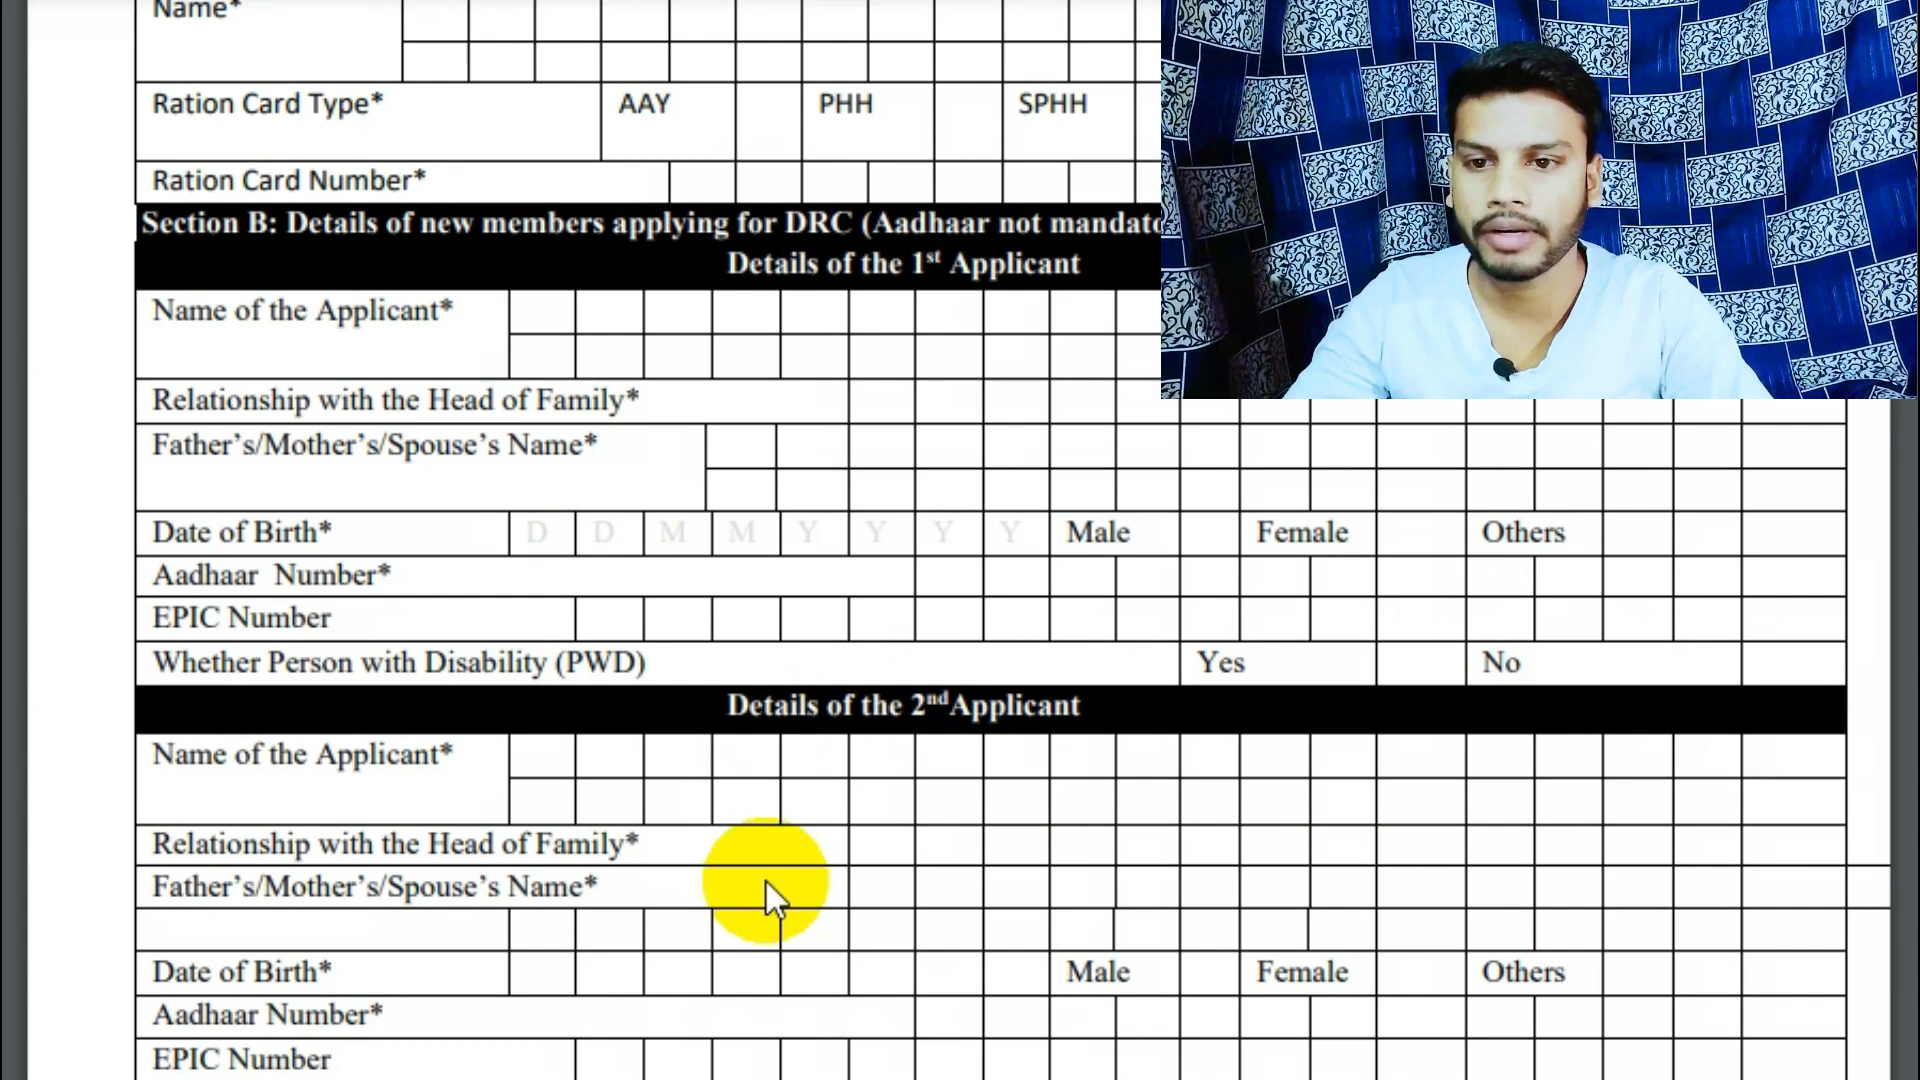 Name*
Ration Card Type* AAY PHH SPHH
Ration Card Number*
Section B: Details of new members applying for DRC (Aadhaar not mandato
Details of the 1st Applicant
Name of the Applicant*
Relationship with the Head of Family*
Father’s/Mother’s/Spouse’s Name*
Date of Birth* D D M M Y Y Y Y Male Female Others
Aadhaar Number*
EPIC Number
Whether Person with Disability (PWD) Yes No
Details of the 2nd Applicant
Name of the Applicant*
Relationship with the Head of Family*
Father’s/Mother’s/Spouse’s Name*
Date of Birth* Male Female Others
Aadhaar Number*
EPIC Number